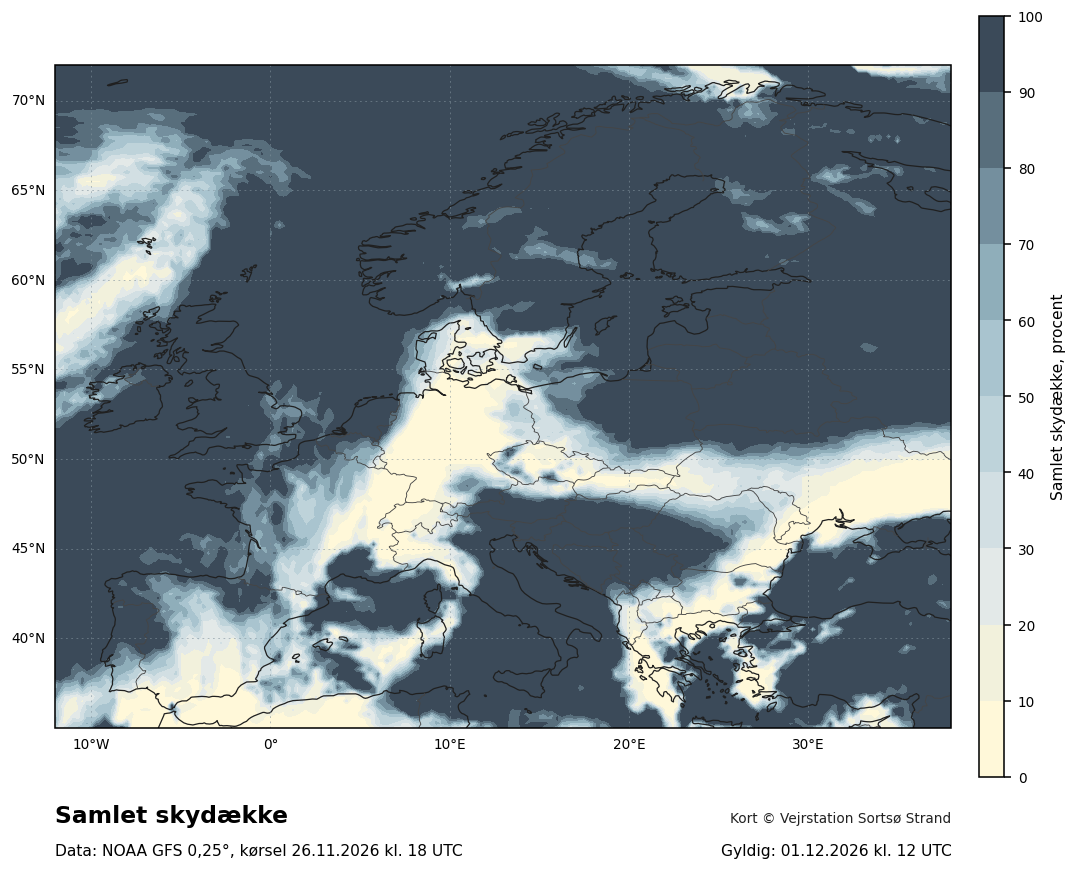 100
90
80
70
60
50
40
30
20
10
0
Samlet skydække, procent
70°N
65°N
60°N
55°N
50°N
45°N
40°N
10°W
0°
10°E
20°E
30°E
Samlet skydække
Kort © Vejrstation Sortsø Strand
Data: NOAA GFS 0,25°, kørsel 26.11.2026 kl. 18 UTC
Gyldig: 01.12.2026 kl. 12 UTC